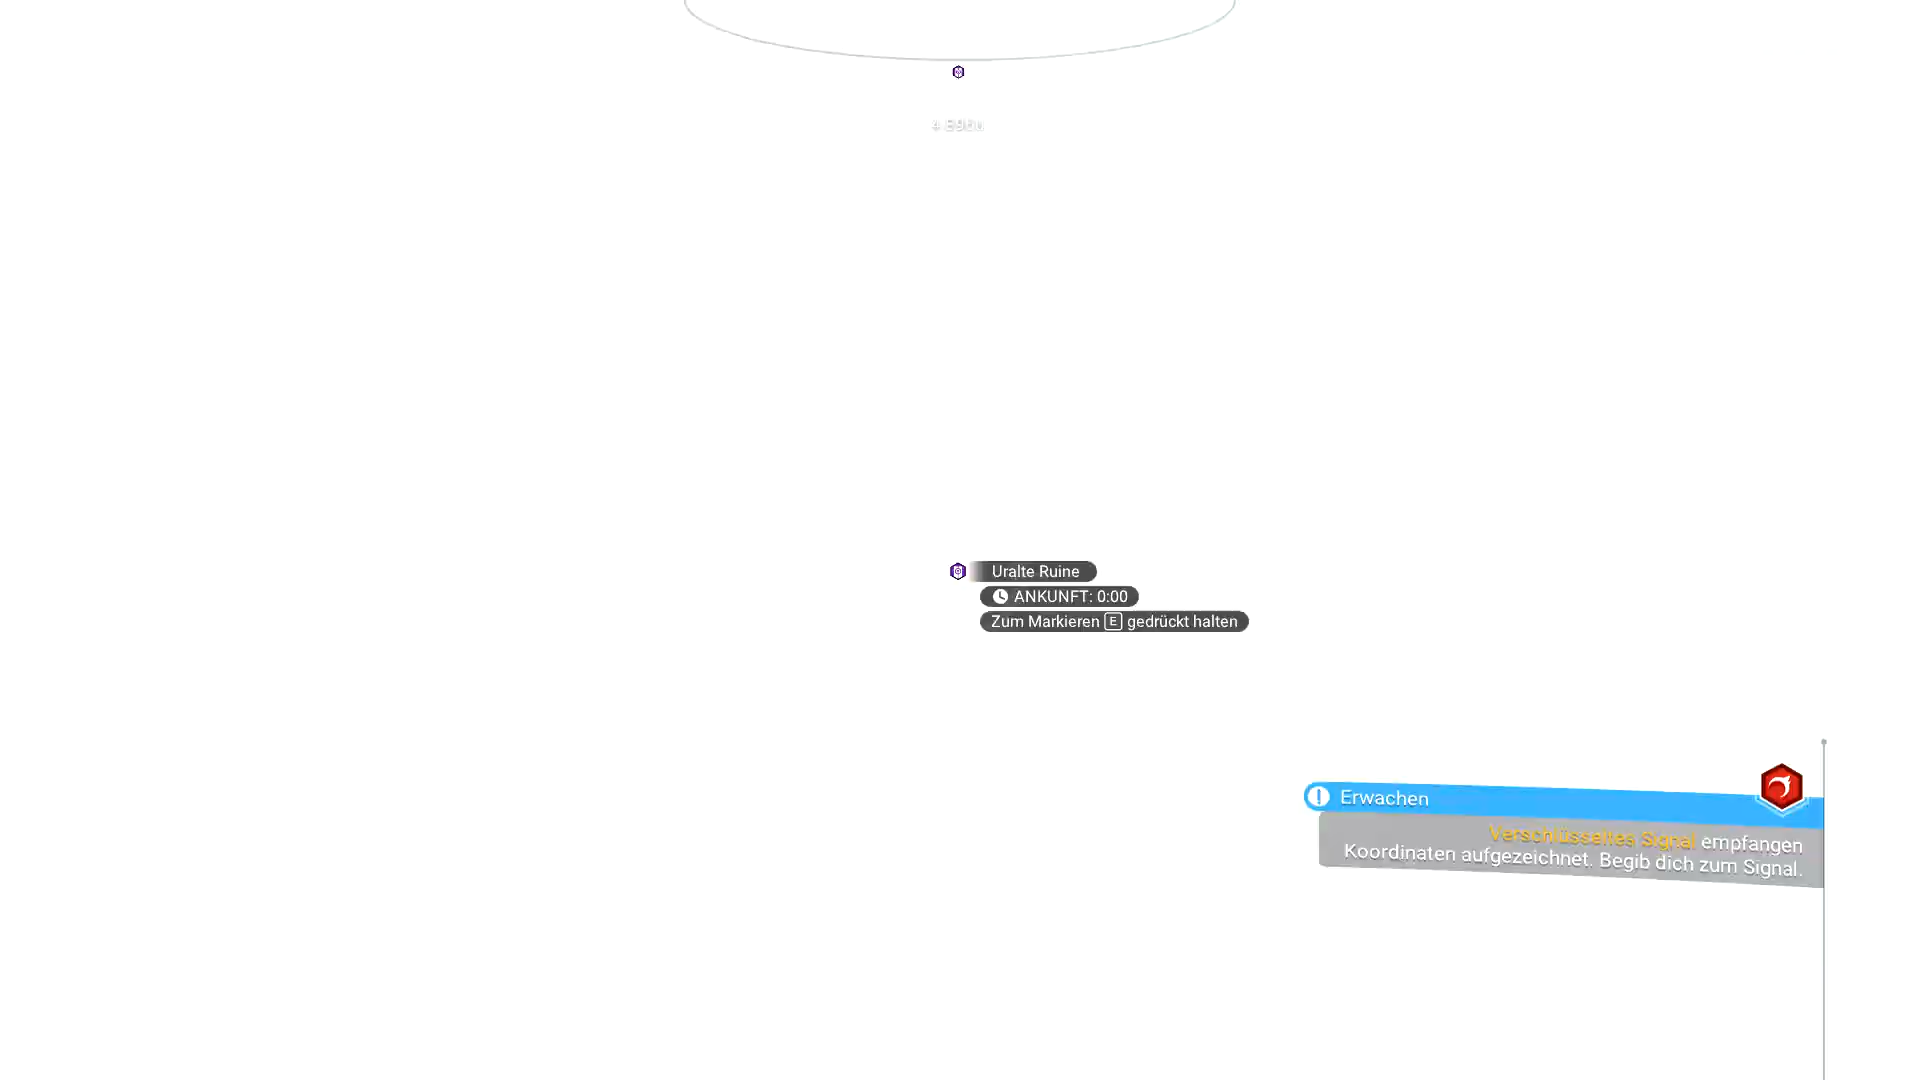 Uralte Ruine
ANKUNFT: 0:00
Zum Markieren E gedrückt halten
Erwachen
Verschlüsseltes Signal empfangen
Koordinaten aufgezeichnet. Begib dich zum Signal.